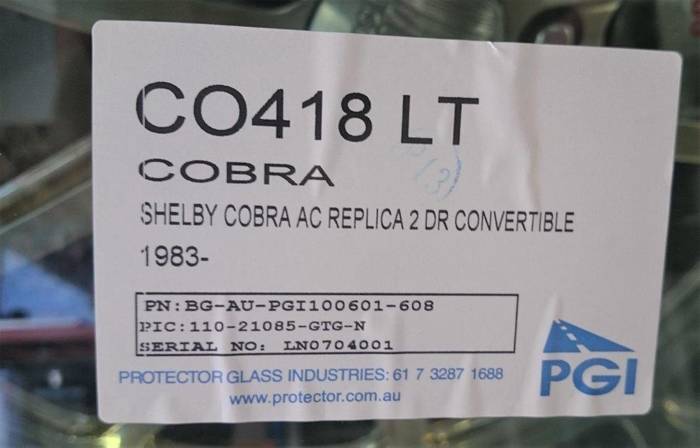 CO418 LT
COBRA
SHELBY COBRA AC REPLICA 2 DR CONVERTIBLE
1983-
PN:BG-AU-PGI100601-608
PIC:110-21085-GTG-N
SERIAL NO: LN0704001
PROTECTOR GLASS INDUSTRIES: 61 7 3287 1688
www.protector.com.au
PGI